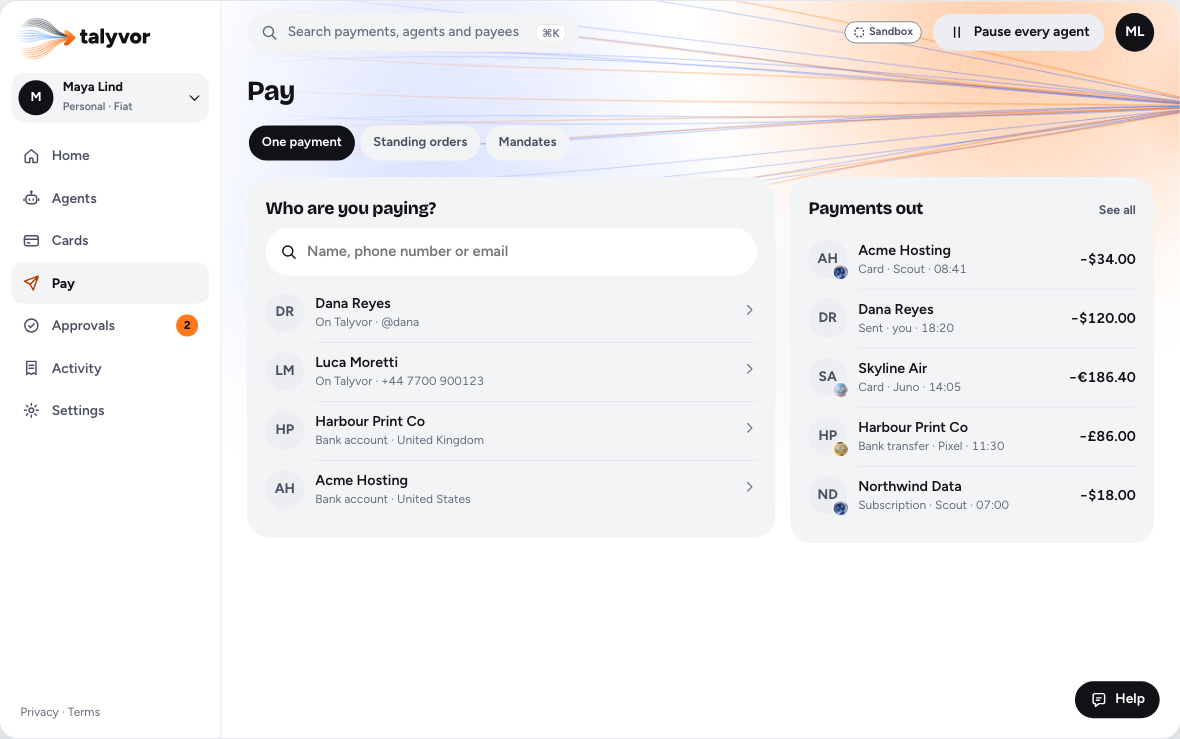 talyvor
Search payments, agents and payees
⌘K
Sandbox
Pause every agent
ML
M
Maya Lind
Personal · Fiat
Home
Agents
Cards
Pay
Approvals
2
Activity
Settings
Privacy · Terms
Pay
One payment
Standing orders
Mandates
Who are you paying?
Name, phone number or email
DR
Dana Reyes
On Talyvor · @dana
LM
Luca Moretti
On Talyvor · +44 7700 900123
HP
Harbour Print Co
Bank account · United Kingdom
AH
Acme Hosting
Bank account · United States
Payments out
See all
AH
Acme Hosting
Card · Scout · 08:41
-$34.00
DR
Dana Reyes
Sent · you · 18:20
-$120.00
SA
Skyline Air
Card · Juno · 14:05
-€186.40
HP
Harbour Print Co
Bank transfer · Pixel · 11:30
-£86.00
ND
Northwind Data
Subscription · Scout · 07:00
-$18.00
Help